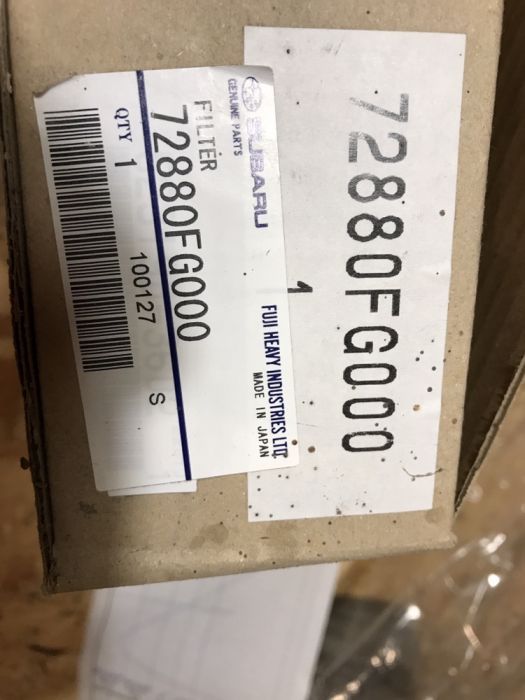 72880FG000
1
SUBARU
GENUINE PARTS
FUJI HEAVY INDUSTRIES LTD.
MADE IN JAPAN
FILTER
72880FG000
QTY 1
100127
S